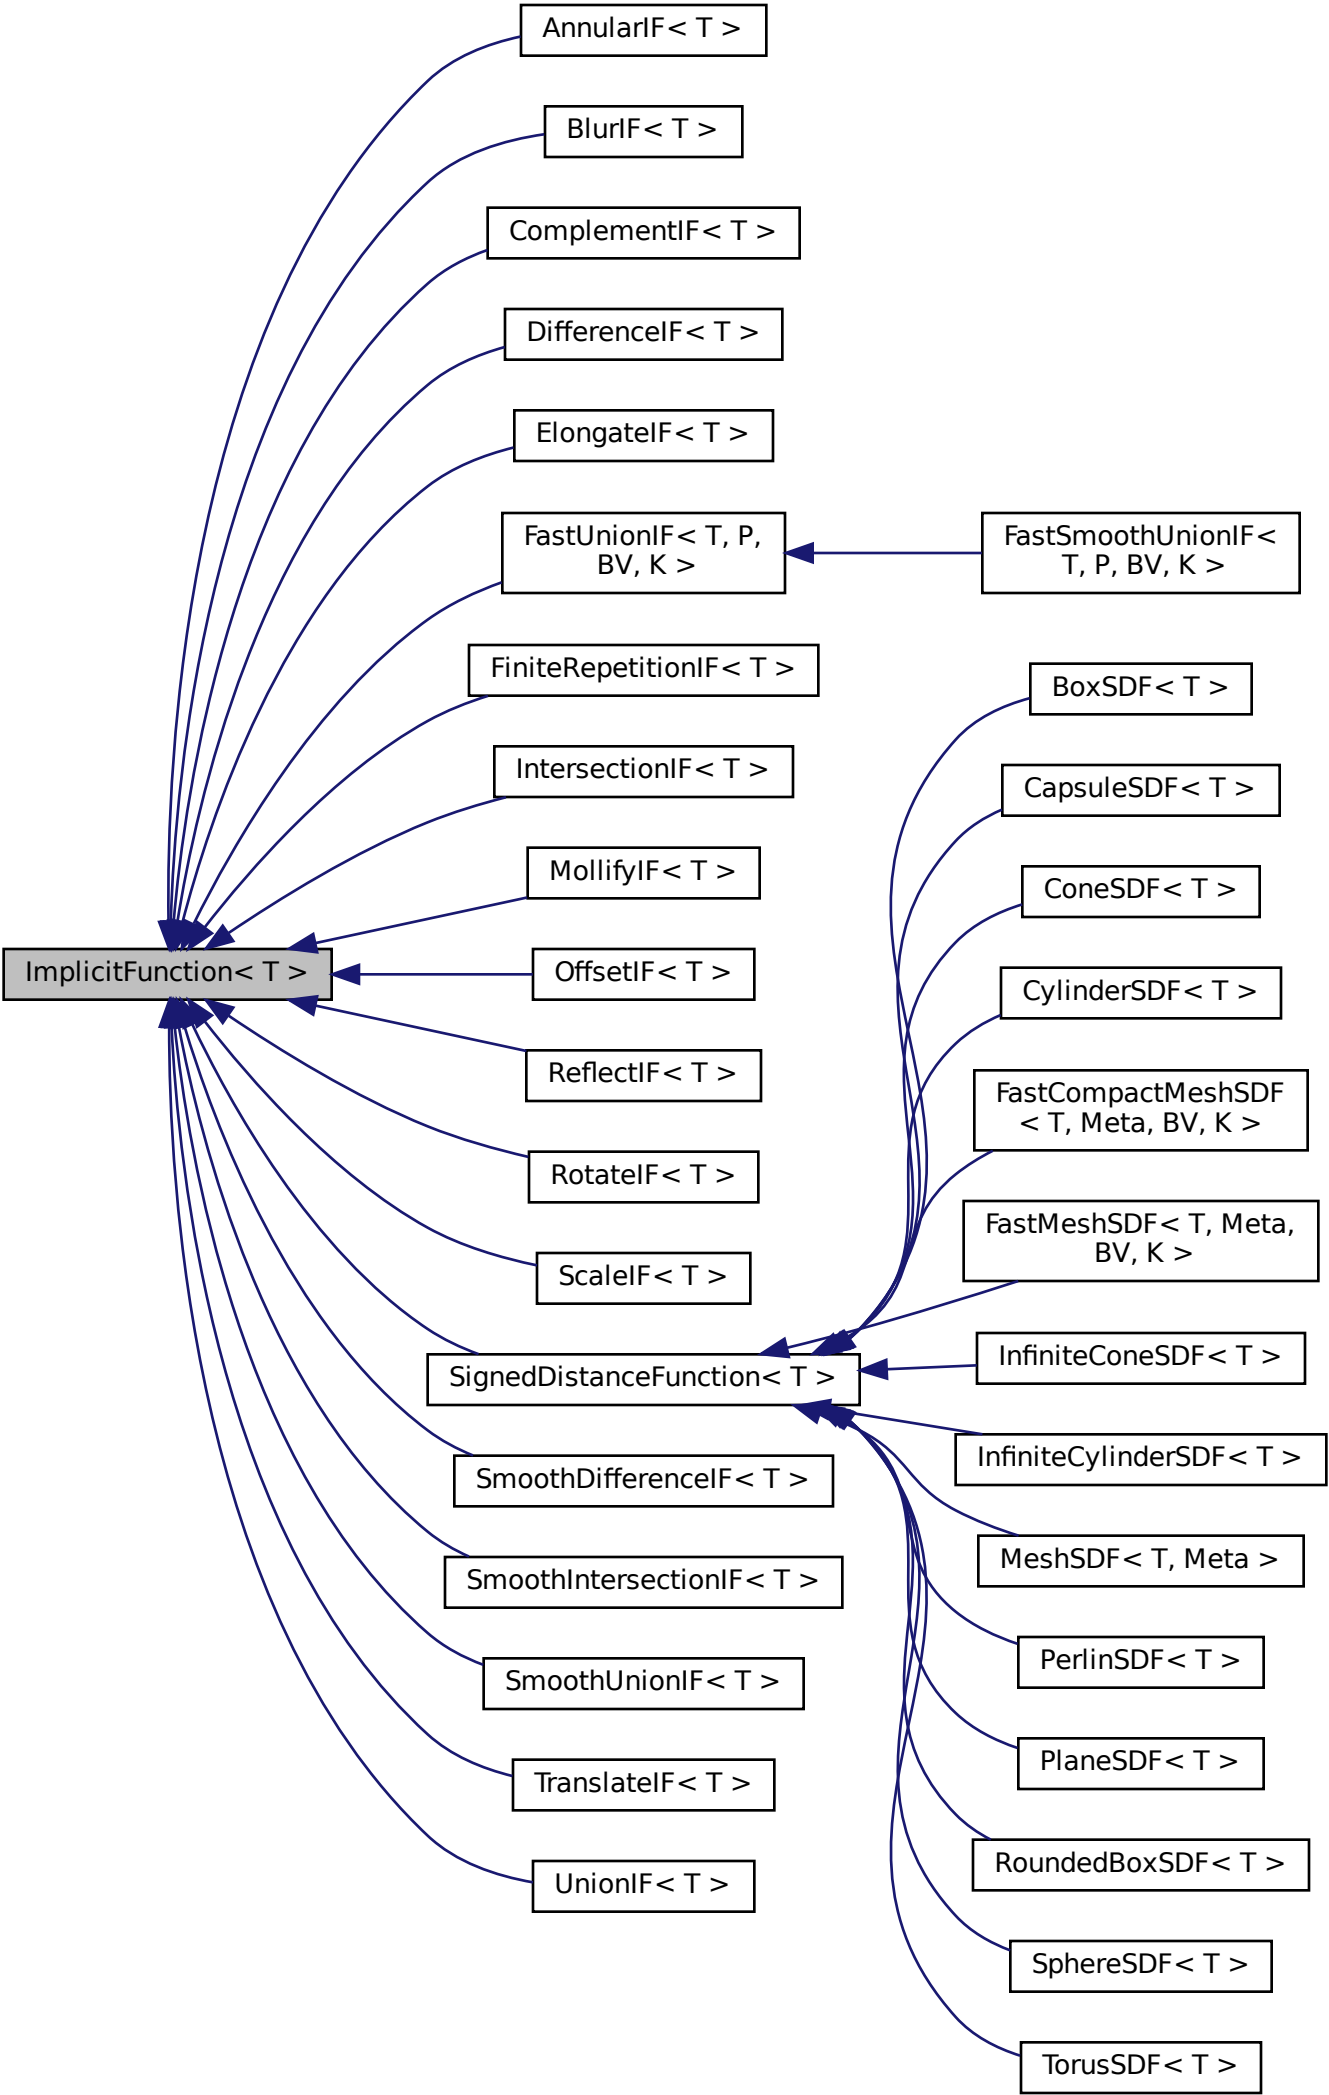 AnnularIF< T >
BlurIF< T >
ComplementIF< T >
DifferenceIF< T >
ElongateIF< T >
FastUnionIF< T, P,
BV, K >
FastSmoothUnionIF<
T, P, BV, K >
FiniteRepetitionIF< T >
BoxSDF< T >
IntersectionIF< T >
CapsuleSDF< T >
MollifyIF< T >
ConeSDF< T >
ImplicitFunction< T >
OffsetIF< T >
CylinderSDF< T >
ReflectIF< T >
FastCompactMeshSDF
< T, Meta, BV, K >
RotateIF< T >
FastMeshSDF< T, Meta,
BV, K >
ScaleIF< T >
InfiniteConeSDF< T >
SignedDistanceFunction< T >
InfiniteCylinderSDF< T >
SmoothDifferenceIF< T >
MeshSDF< T, Meta >
SmoothIntersectionIF< T >
PerlinSDF< T >
SmoothUnionIF< T >
PlaneSDF< T >
TranslateIF< T >
RoundedBoxSDF< T >
UnionIF< T >
SphereSDF< T >
TorusSDF< T >